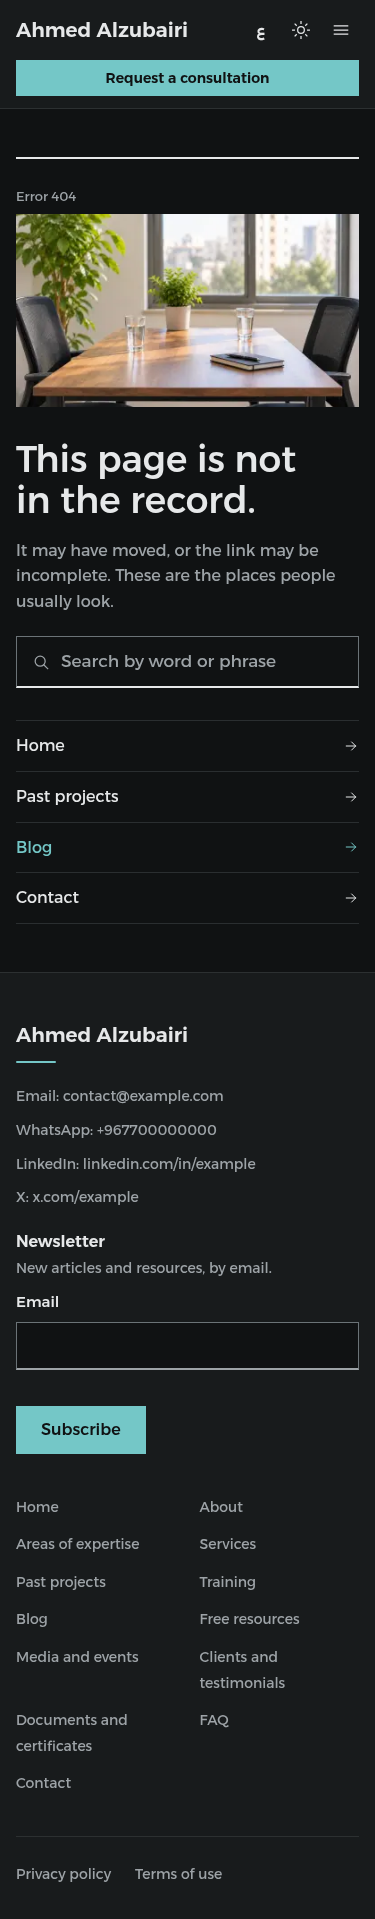 Ahmed Alzubairi
ع
Request a consultation
Error 404
This page is not
in the record.
It may have moved, or the link may be
incomplete. These are the places people
usually look.
Search by word or phrase
Home
Past projects
Blog
Contact
Ahmed Alzubairi
Email: contact@example.com
WhatsApp: +967700000000
LinkedIn: linkedin.com/in/example
X: x.com/example
Newsletter
New articles and resources, by email.
Email
Subscribe
Home
About
Areas of expertise
Services
Past projects
Training
Blog
Free resources
Media and events
Clients and
testimonials
Documents and
certificates
FAQ
Contact
Privacy policy
Terms of use